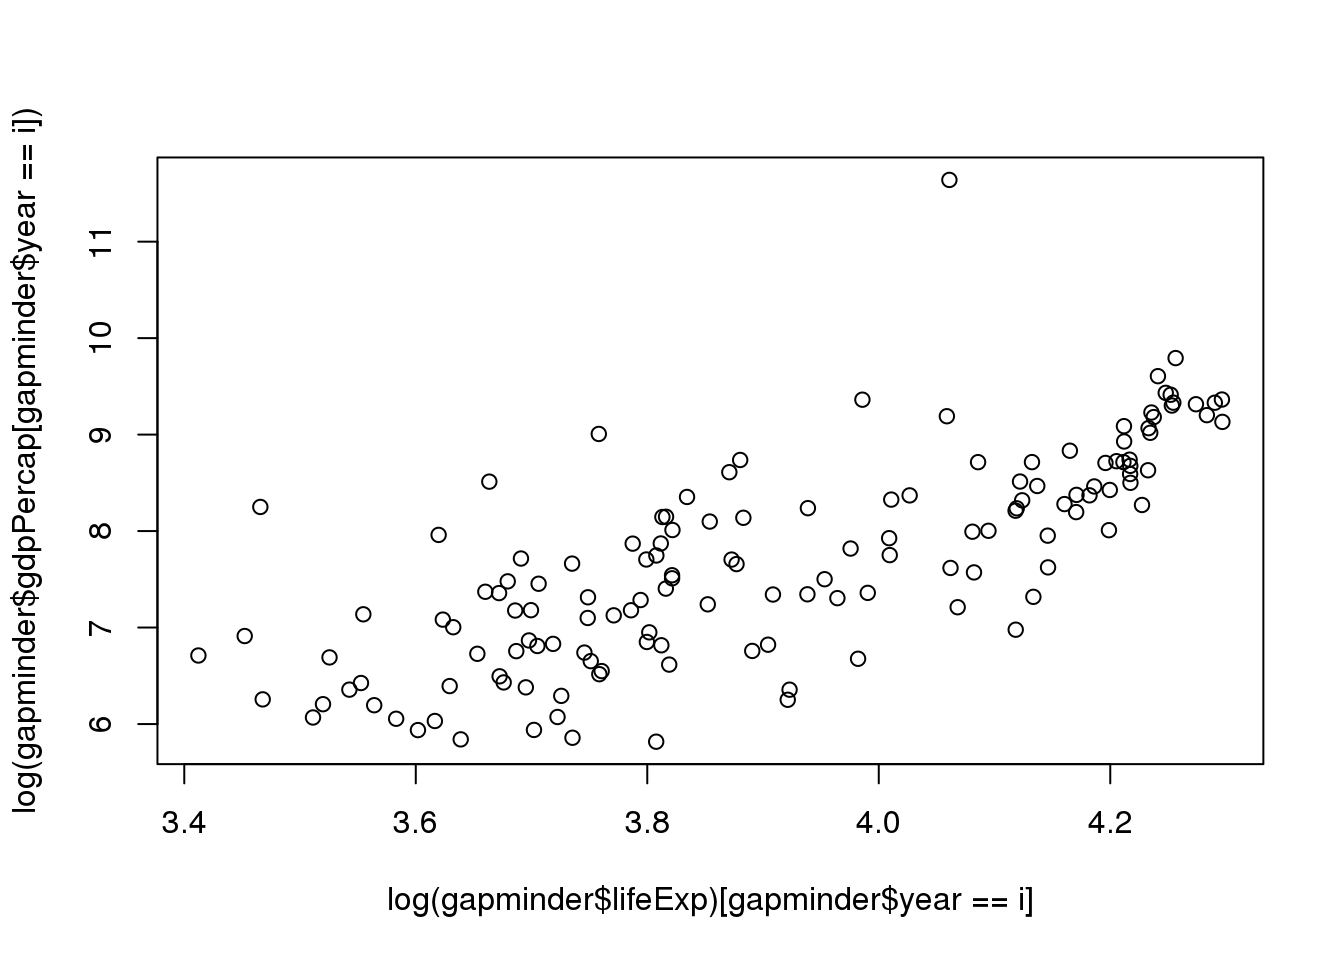 log(gapminder$gdpPercap[gapminder$year == i])
11
10
9
8
7
6
3.4 3.6 3.8 4.0 4.2
log(gapminder$lifeExp)[gapminder$year == i]